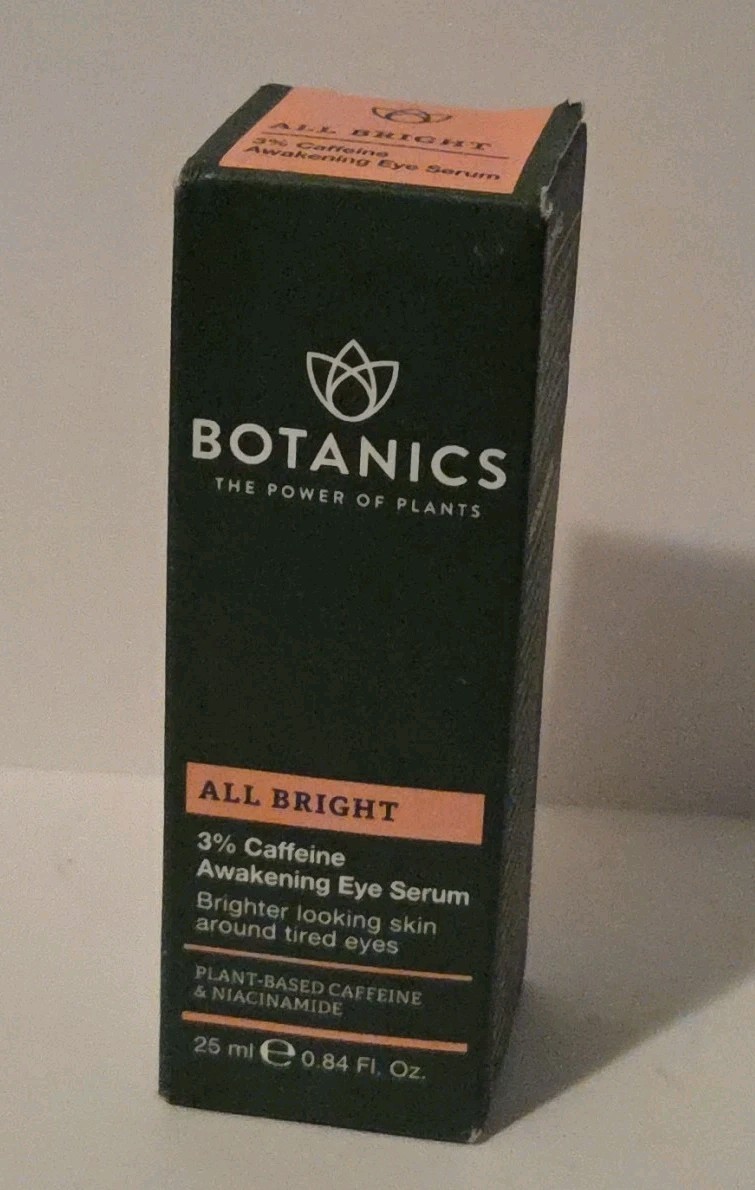 ALL BRIGHT
3% Caffeine
Awakening Eye Serum
BOTANICS
THE POWER OF PLANTS
ALL BRIGHT
3% Caffeine
Awakening Eye Serum
Brighter looking skin
around tired eyes
PLANT-BASED CAFFEINE
& NIACINAMIDE
25 ml ℮ 0.84 Fl. Oz.